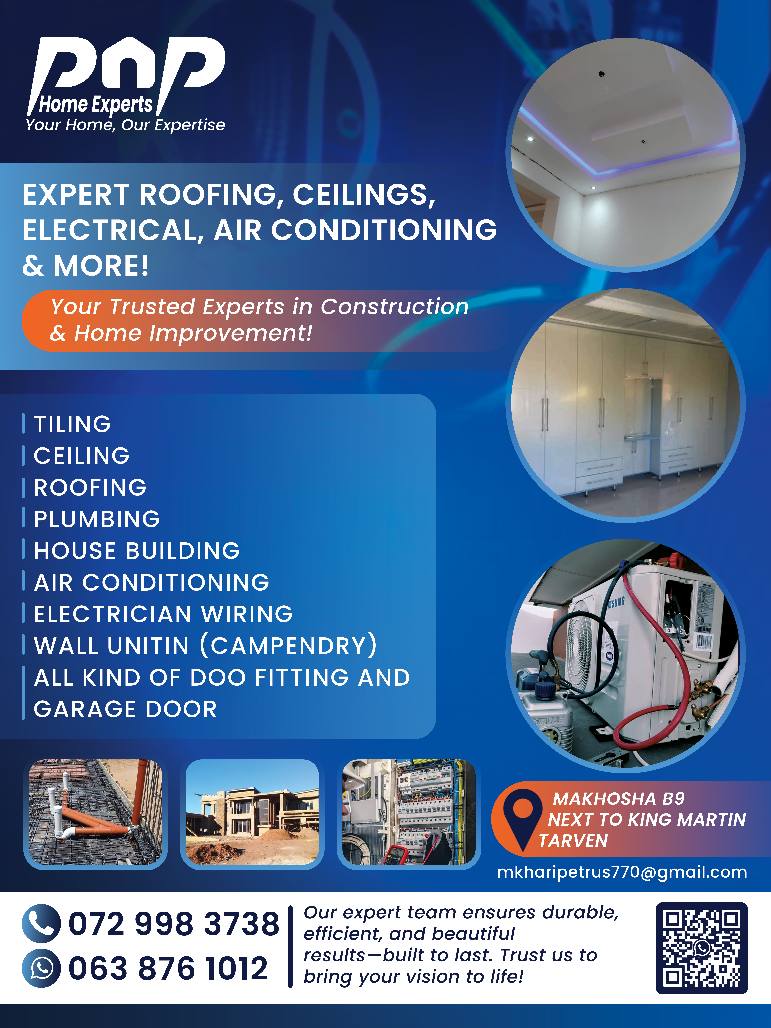 PNP
Home Experts
Your Home, Our Expertise
EXPERT ROOFING, CEILINGS,
ELECTRICAL, AIR CONDITIONING
& MORE!
Your Trusted Experts in Construction
& Home Improvement!
TILING
CEILING
ROOFING
PLUMBING
HOUSE BUILDING
AIR CONDITIONING
ELECTRICIAN WIRING
WALL UNITIN (CAMPENDRY)
ALL KIND OF DOO FITTING AND
GARAGE DOOR
SAMSUNG
MAKHOSHA B9
NEXT TO KING MARTIN
TARVEN
mkharipetrus770@gmail.com
072 998 3738
063 876 1012
Our expert team ensures durable,
efficient, and beautiful
results—built to last. Trust us to
bring your vision to life!